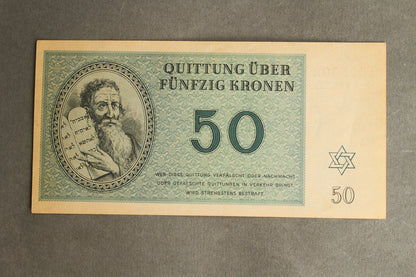 QUITTUNG ÜBER
FÜNFZIG KRONEN
50
WER DIESE QUITTUNG VERFÄLSCHT ODER NACHMACHT
ODER GEFÄLSCHTE QUITTUNGEN IN VERKEHR BRINGT,
WIRD STRENGSTENS BESTRAFT.
50